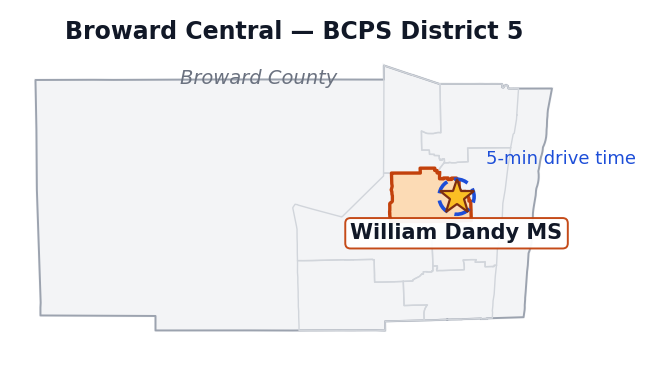 Broward Central — BCPS District 5
Broward County
5-min drive time
William Dandy MS